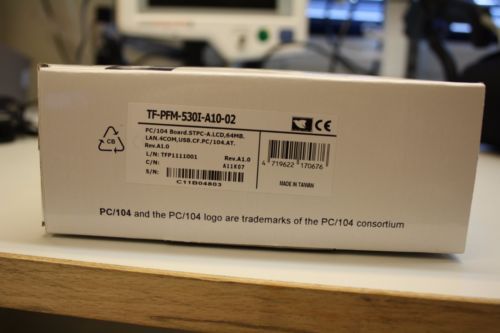 TF-PFM-530I-A10-02
PC/104 Board.STPC-A.LCD,64MB.
LAN.4COM,USB.CF.PC/104.AT.
Rev.A1.0
L/N: TFP1111001 Rev.A1.0
C/N: A11K07
S/N:
C11B04803
CB
CE
4 719622 170676
MADE IN TAIWAN
PC/104 and the PC/104 logo are trademarks of the PC/104 consortium